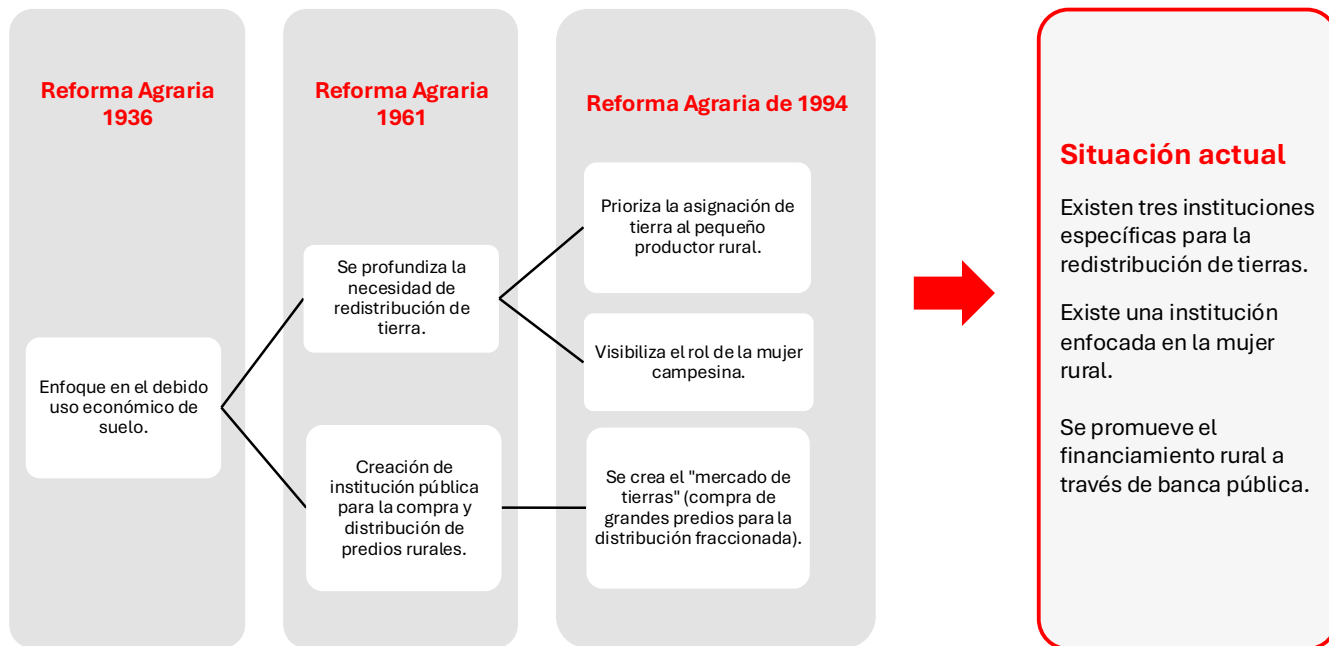 Reforma Agraria
1936
Enfoque en el debido
uso económico de
suelo.
Reforma Agraria
1961
Se profundiza la
necesidad de
redistribución de
tierra.
Creación de
institución pública
para la compra y
distribución de
predios rurales.
Reforma Agraria de 1994
Prioriza la asignación de
tierra al pequeño
productor rural.
Visibiliza el rol de la mujer
campesina.
Se crea el "mercado de
tierras" (compra de
grandes predios para la
distribución fraccionada).
Situación actual
Existen tres instituciones
específicas para la
redistribución de tierras.
Existe una institución
enfocada en la mujer
rural.
Se promueve el
financiamiento rural a
través de banca pública.